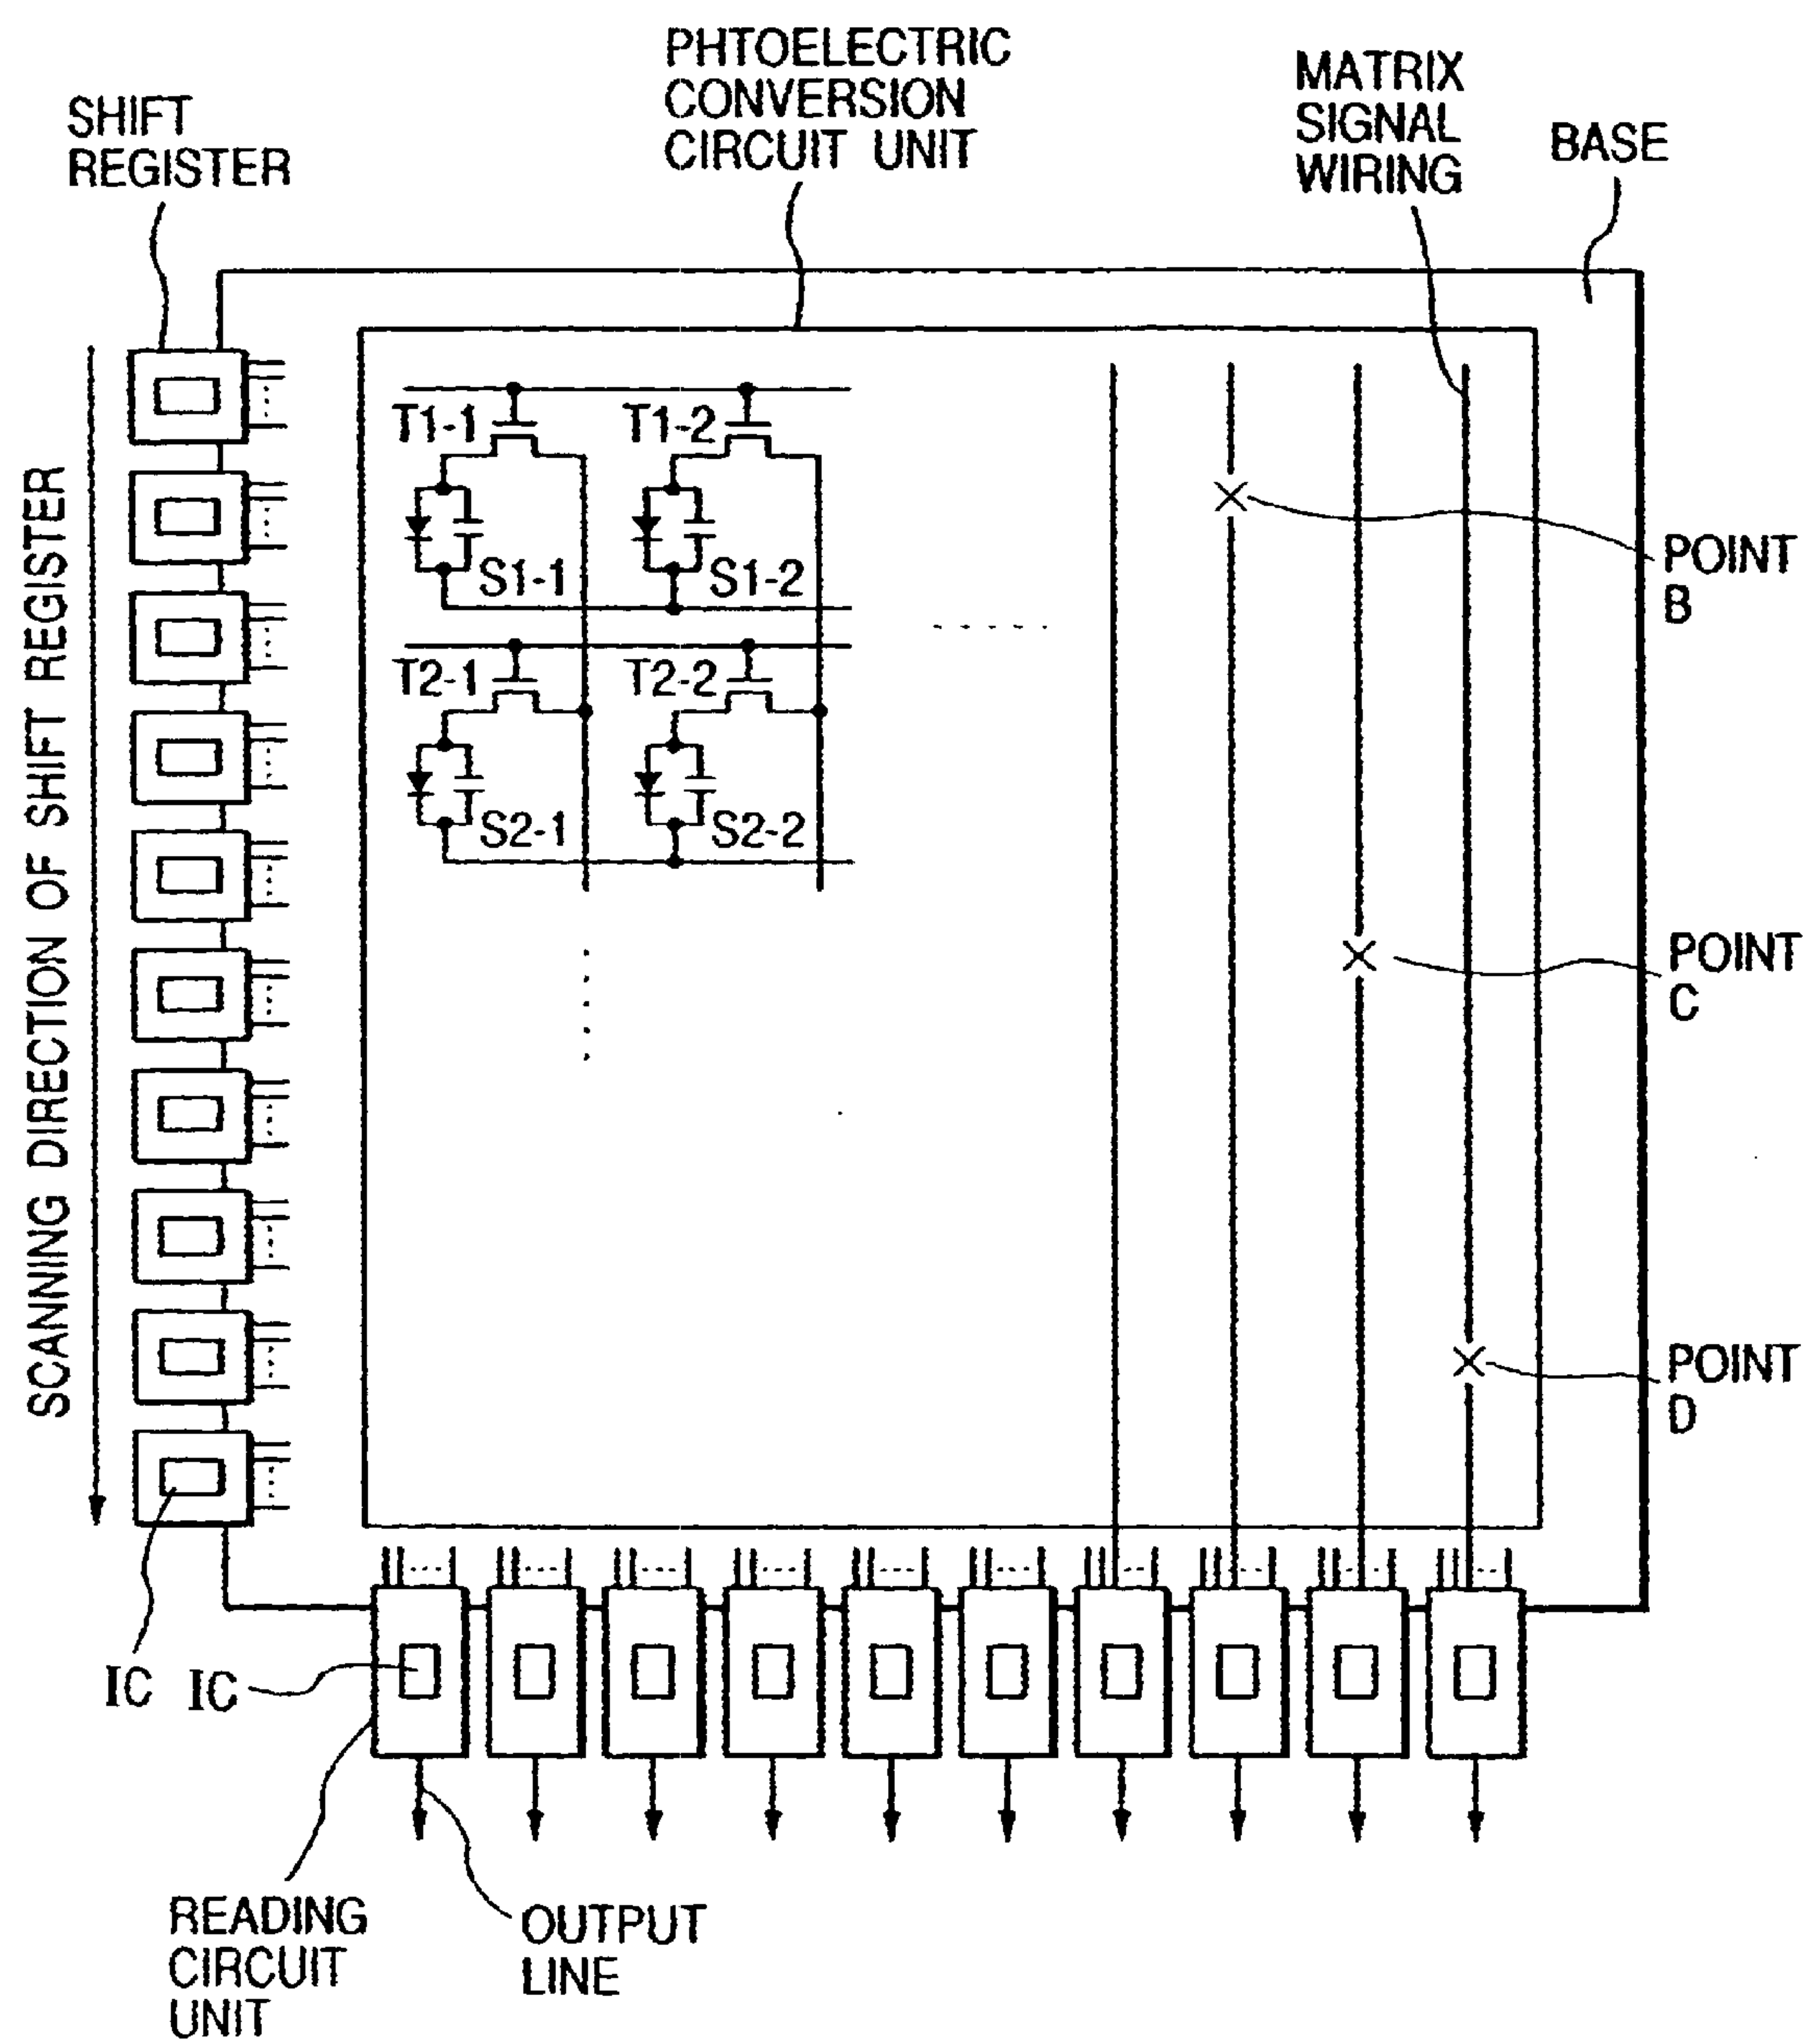 PHTOELECTRIC
CONVERSION
CIRCUIT UNIT
MATRIX
SIGNAL
WIRING
BASE
SHIFT
REGISTER
SCANNING DIRECTION OF SHIFT REGISTER
T1-1
T1-2
S1-1
S1-2
T2-1
T2-2
S2-1
S2-2
POINT
B
POINT
C
POINT
D
IC
IC
READING
CIRCUIT
UNIT
OUTPUT
LINE